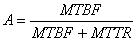 A = MTBF / (MTBF + MTTR)